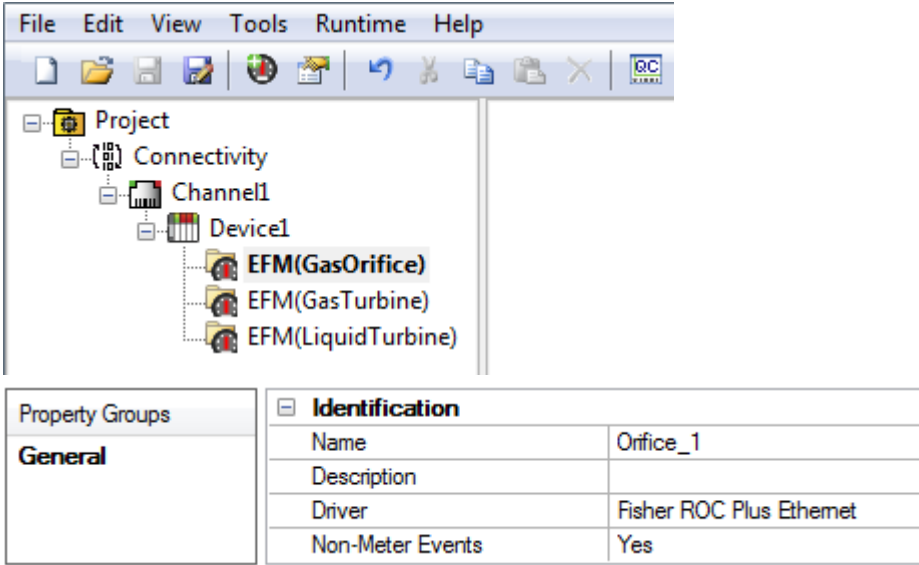 File Edit View Tools Runtime Help
QC
Project
Connectivity
Channel1
Device1
EFM(GasOrifice)
EFM(GasTurbine)
EFM(LiquidTurbine)
Property Groups
General
Identification
Name Orifice_1
Description
Driver Fisher ROC Plus Ethernet
Non-Meter Events Yes